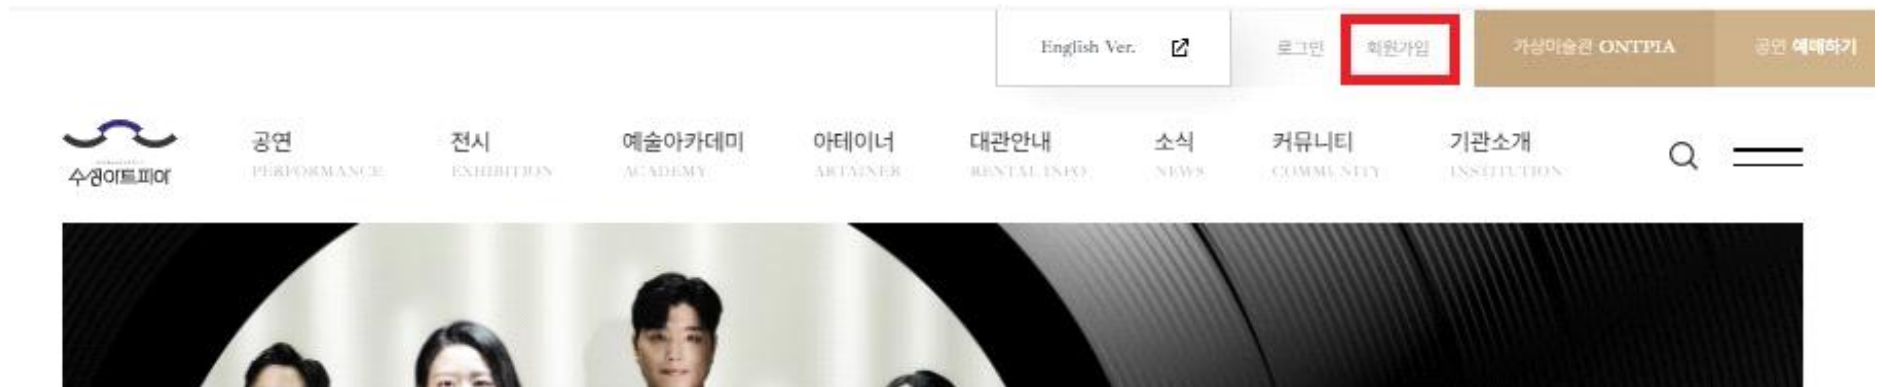 English Ver.
로그인
회원가입
가상미술관 ONTPIA
공연 예매하기
수성아트피아
공연
PERFORMANCE
전시
EXHIBITION
예술아카데미
ACADEMY
아테이너
ARTAINER
대관안내
RENTAL INFO
소식
NEWS
커뮤니티
COMMUNITY
기관소개
INSTITUTION